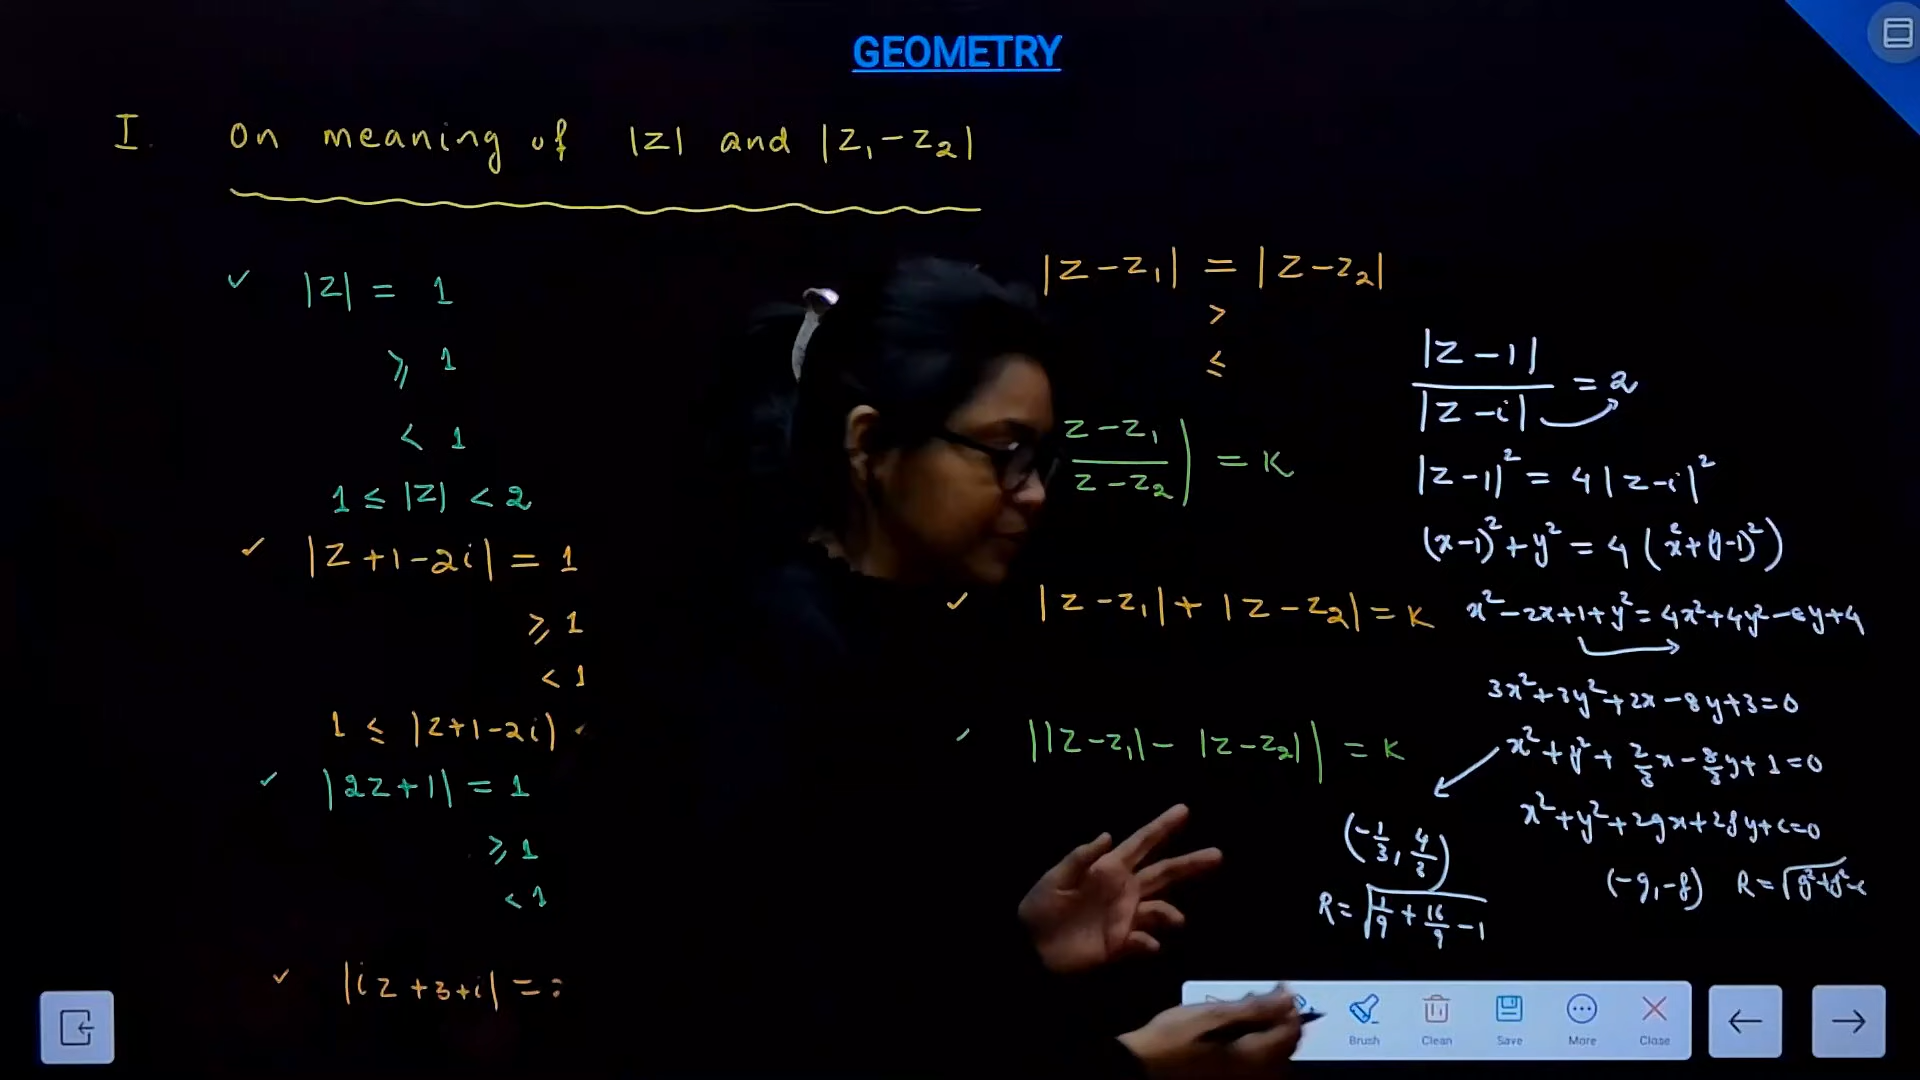 GEOMETRY
I. On meaning of |z| and |z₁-z₂|
|z| = 1
⩾ 1
< 1
1 ≤ |z| < 2
|z+1-2i| = 1
⩾ 1
< 1
1 ≤ |z+1-2i| <
|2z+1| = 1
⩾ 1
< 1
|iz+3+i| =
|z-z₁| = |z-z₂|
>
≤
z-z₁
z-z₂ | = K
|z-z₁| + |z-z₂| = K
||z-z₁| - |z-z₂|| = K
|z-1|
|z-i| = 2
|z-1|² = 4|z-i|²
(x-1)²+y² = 4(x²+(y-1)²)
x²-2x+1+y² = 4x²+4y²-8y+4
3x²+3y²+2x-8y+3=0
x²+y²+2/3x-8/3y+1=0
x²+y²+2gx+2fy+c=0
(-g,-f) R=√g²+f²-c
(-1/3, 4/3)
R=√1/9+16/9-1
Brush
Clean
Save
More
Close